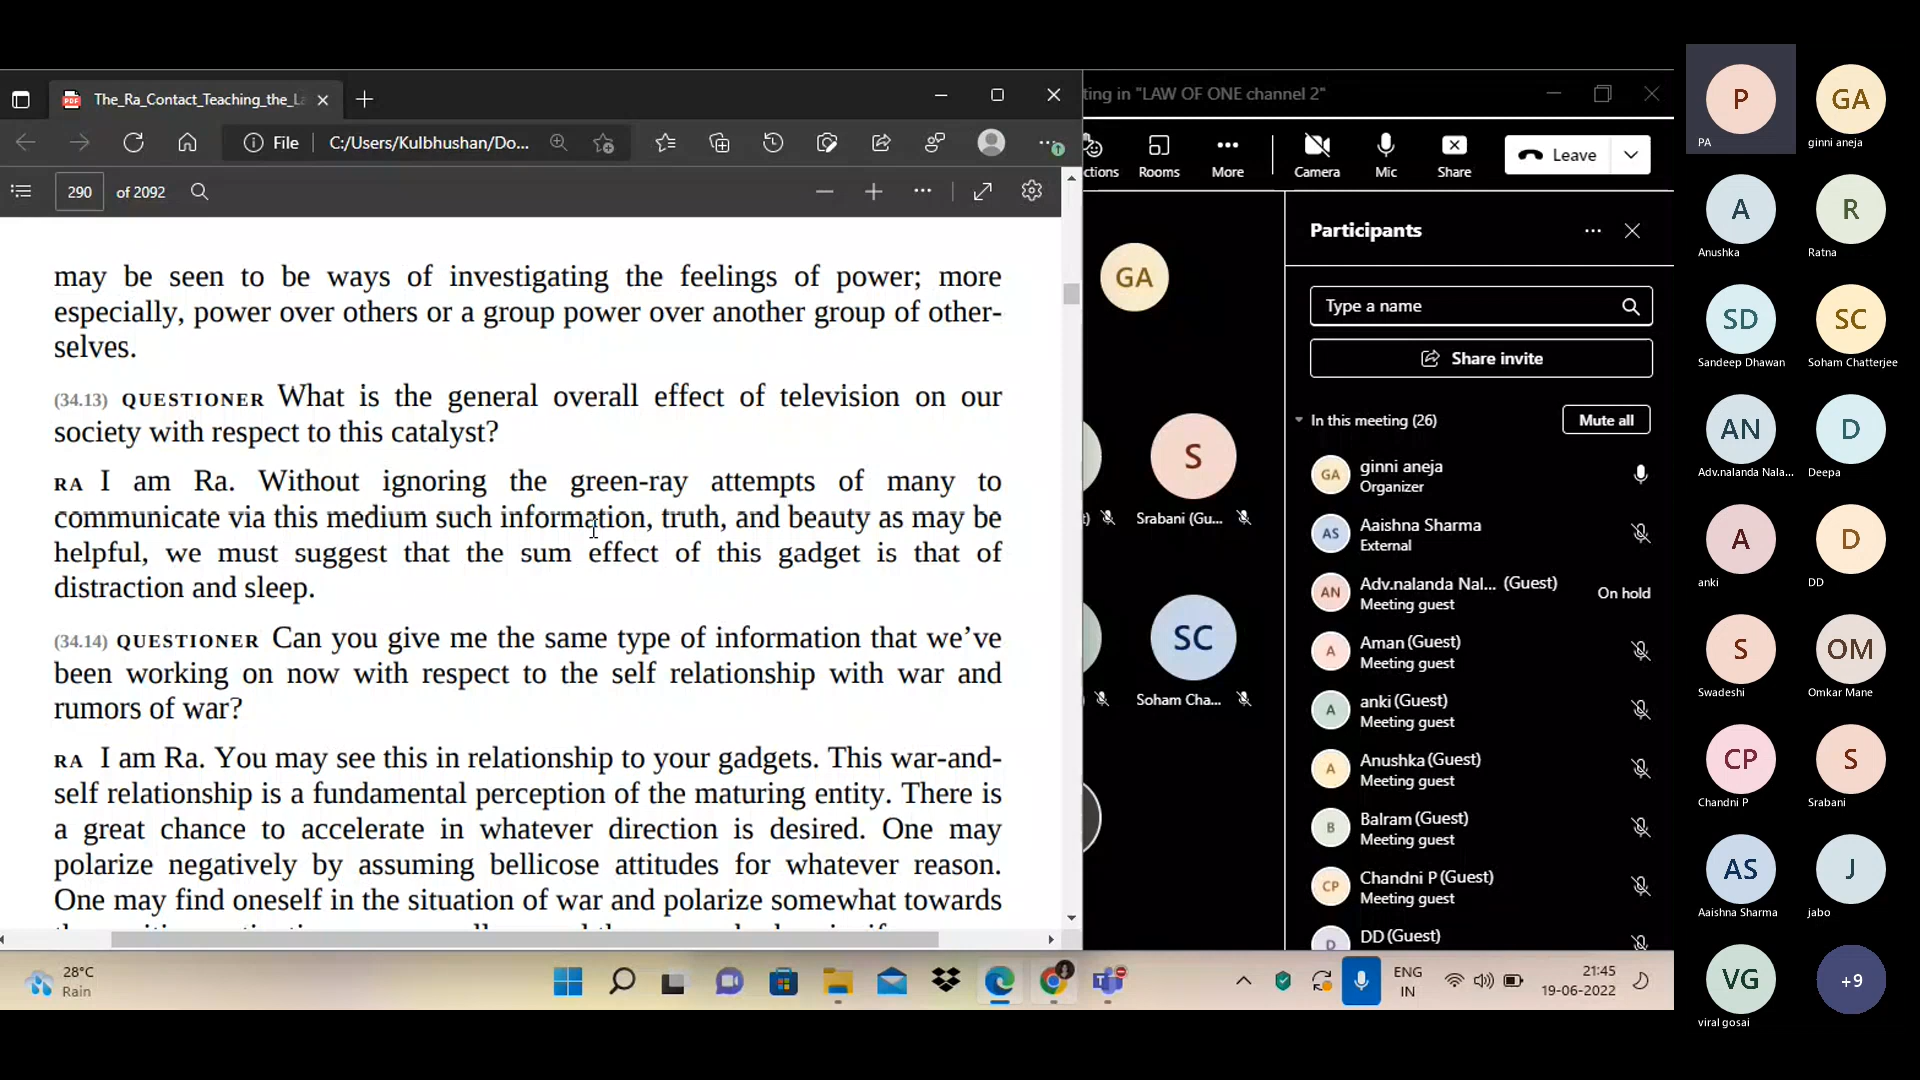 The_Ra_Contact_Teaching_the_La
ting in "LAW OF ONE channel 2"
File
C:/Users/Kulbhushan/Do...
290
of 2092
ctions
Rooms
More
Camera
Mic
Share
Leave
may be seen to be ways of investigating the feelings of power; more
especially, power over others or a group power over another group of other-
selves.
(34.13) QUESTIONER What is the general overall effect of television on our
society with respect to this catalyst?
RA I am Ra. Without ignoring the green-ray attempts of many to
communicate via this medium such information, truth, and beauty as may be
helpful, we must suggest that the sum effect of this gadget is that of
distraction and sleep.
(34.14) QUESTIONER Can you give me the same type of information that we've
been working on now with respect to the self relationship with war and
rumors of war?
RA I am Ra. You may see this in relationship to your gadgets. This war-and-
self relationship is a fundamental perception of the maturing entity. There is
a great chance to accelerate in whatever direction is desired. One may
polarize negatively by assuming bellicose attitudes for whatever reason.
One may find oneself in the situation of war and polarize somewhat towards
GA
S
Srabani (Gu...
SC
Soham Cha...
Participants
Type a name
Share invite
In this meeting (26)
Mute all
GA
ginni aneja
Organizer
AS
Aaishna Sharma
External
AN
Adv.nalanda Nal... (Guest)
Meeting guest
On hold
A
Aman (Guest)
Meeting guest
A
anki (Guest)
Meeting guest
A
Anushka (Guest)
Meeting guest
B
Balram (Guest)
Meeting guest
CP
Chandni P (Guest)
Meeting guest
D
DD (Guest)
P
PA
GA
ginni aneja
A
Anushka
R
Ratna
SD
Sandeep Dhawan
SC
Soham Chatterjee
AN
Adv.nalanda Nala...
D
Deepa
A
anki
D
DD
S
Swadeshi
OM
Omkar Mane
CP
Chandni P
S
Srabani
AS
Aaishna Sharma
J
jabo
VG
viral gosai
+9
28°C
Rain
ENG
IN
21:45
19-06-2022